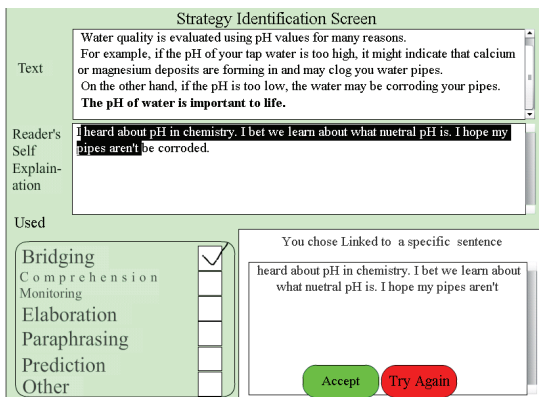 Strategy Identification Screen
Text
Water quality is evaluated using pH values for many reasons.
For example, if the pH of your tap water is too high, it might indicate that calcium
or magnesium deposits are forming in and may clog you water pipes.
On the other hand, if the pH is too low, the water may be corroding your pipes.
The pH of water is important to life.
Reader's
Self
Explain-
ation
I heard about pH in chemistry. I bet we learn about what nuetral pH is. I hope my
pipes aren't be corroded.
Used
Bridging
Comprehension
Monitoring
Elaboration
Paraphrasing
Prediction
Other
You chose Linked to a specific sentence
heard about pH in chemistry. I bet we learn about
what nuetral pH is. I hope my pipes aren't
Accept
Try Again